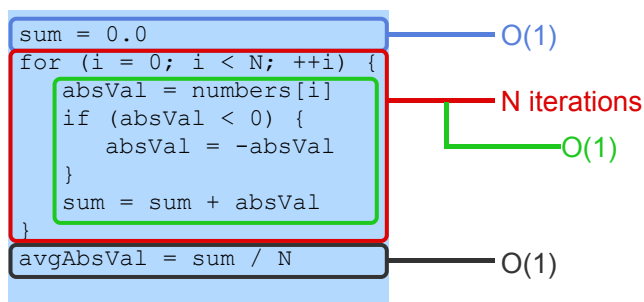 sum = 0.0 O(1)
for (i = 0; i < N; ++i) {
absVal = numbers[i] N iterations
if (absVal < 0) {
absVal = -absVal O(1)
}
sum = sum + absVal
}
avgAbsVal = sum / N O(1)